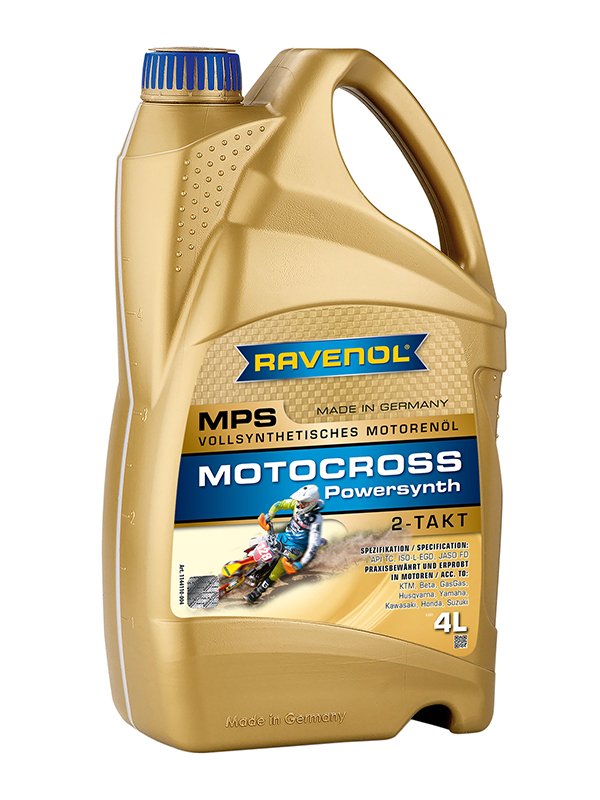 4
2
RAVENOL®
MPS
MADE IN GERMANY
VOLLSYNTHETISCHES MOTORENÖL
MOTOCROSS
Powersynth
2-TAKT
SPEZIFIKATION / SPECIFICATION:
API TC, ISO-L-EGD, JASO FD
PRAXISBEWÄHRT UND ERPROBT
IN MOTOREN / ACC. TO:
KTM, Beta, GasGas,
Husqvarna, Yamaha,
Kawasaki, Honda, Suzuki
4L
Made in Germany